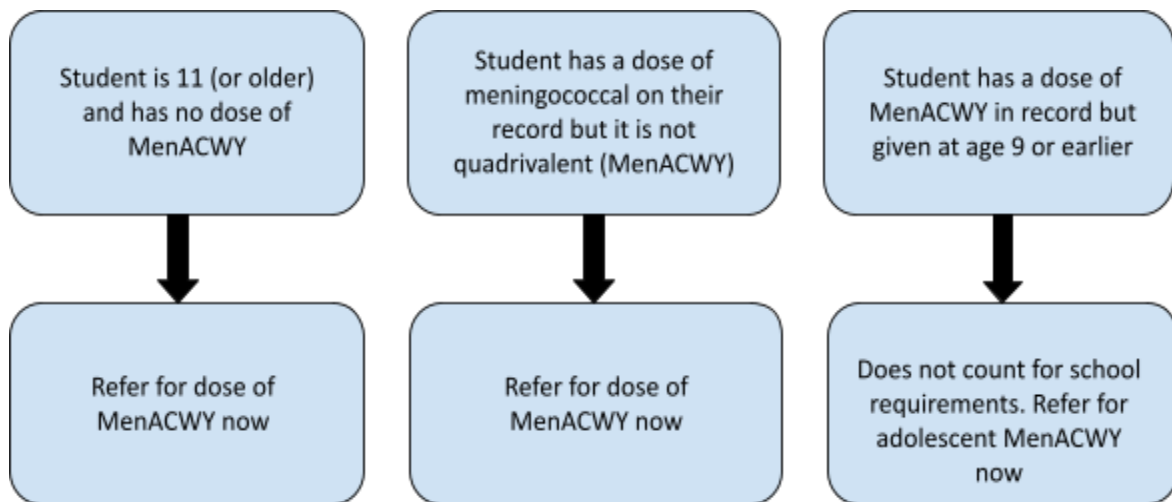 Student is 11 (or older)
and has no dose of
MenACWY
Student has a dose of
meningococcal on their
record but it is not
quadrivalent (MenACWY)
Student has a dose of
MenACWY in record but
given at age 9 or earlier
Refer for dose of
MenACWY now
Refer for dose of
MenACWY now
Does not count for school
requirements. Refer for
adolescent MenACWY
now